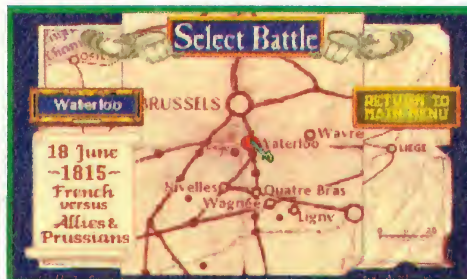 Select Battle
Waterloo
BRUSSELS
RETURN TO
MAIN MENU
Waterloo
Wavre
LIEGE
18 June
~1815~
French
versus
Allies &
Prussians
Nivelles
Quatre Bras
Wagnée
Ligny